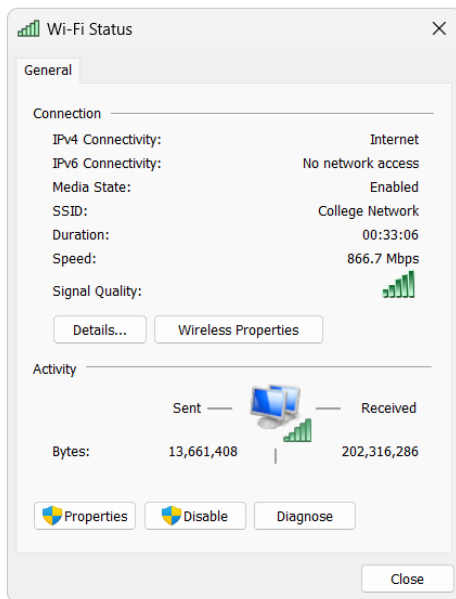 Wi-Fi Status
General
Connection
IPv4 Connectivity: Internet
IPv6 Connectivity: No network access
Media State: Enabled
SSID: College Network
Duration: 00:33:06
Speed: 866.7 Mbps
Signal Quality:
Details... Wireless Properties
Activity
Sent Received
Bytes: 13,661,408 202,316,286
Properties Disable Diagnose
Close